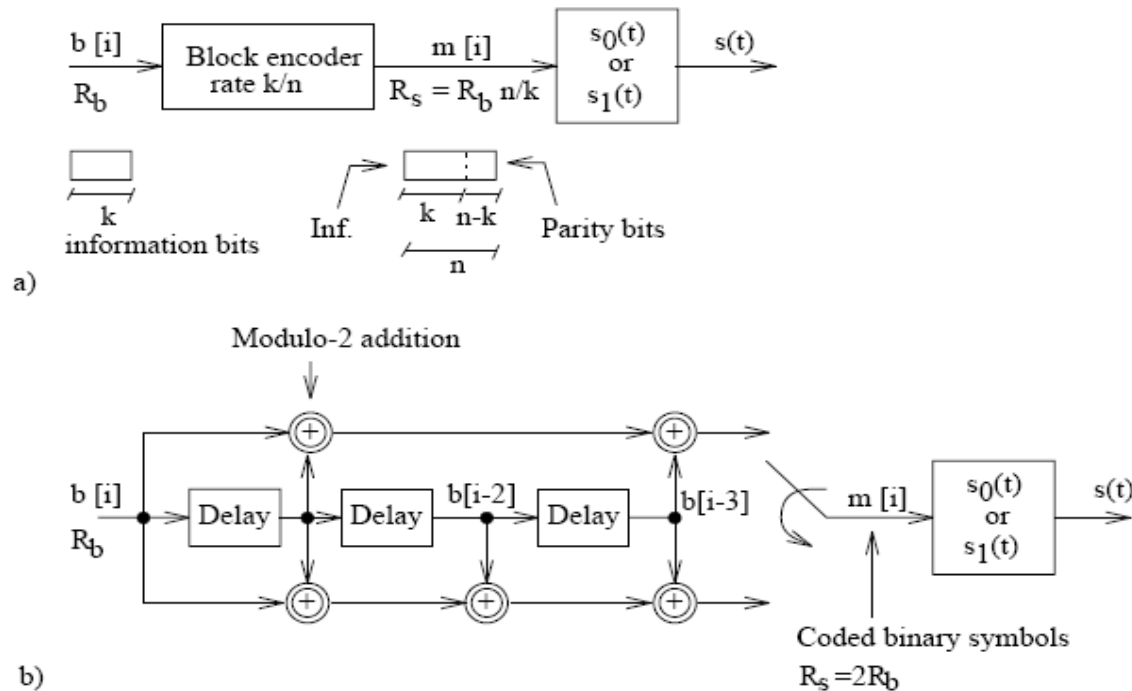 b [i]
R_b
Block encoder
rate k/n
m [i]
R_s = R_b n/k
s_0(t)
or
s_1(t)
s(t)
k
information bits
Inf.
k
n-k
n
Parity bits
a)
Modulo-2 addition
+
+
b [i]
R_b
Delay
Delay
b[i-2]
Delay
b[i-3]
m [i]
s_0(t)
or
s_1(t)
s(t)
+
+
+
Coded binary symbols
R_s =2R_b
b)